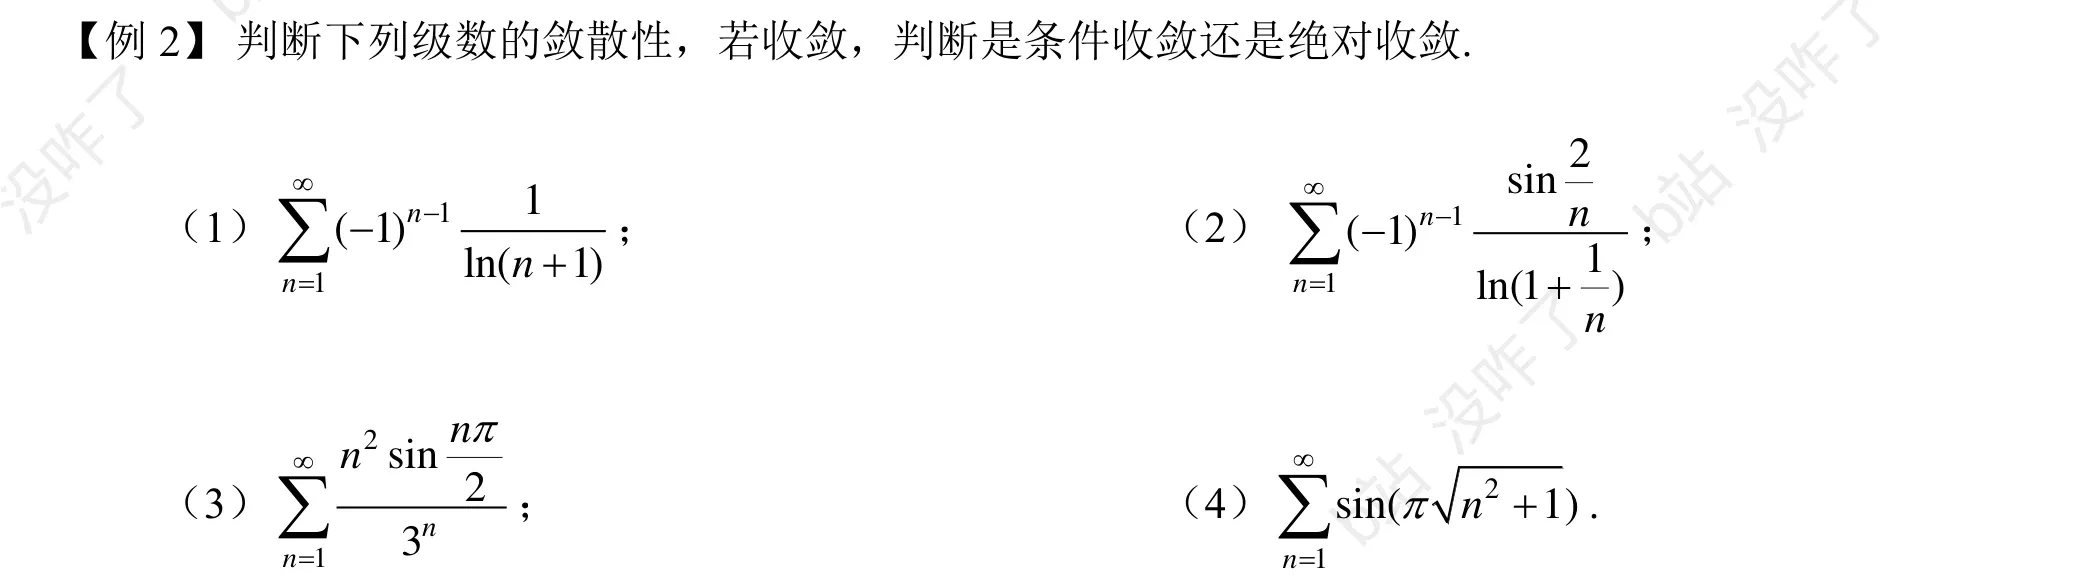 【例 2】 判断下列级数的敛散性，若收敛，判断是条件收敛还是绝对收敛.
（1） $\sum_{n=1}^{\infty}(-1)^{n-1}\frac{1}{\ln(n+1)}$； （2） $\sum_{n=1}^{\infty}(-1)^{n-1}\frac{\sin\frac{2}{n}}{\ln(1+\frac{1}{n})}$；
（3） $\sum_{n=1}^{\infty}\frac{n^2\sin\frac{n\pi}{2}}{3^n}$； （4） $\sum_{n=1}^{\infty}\sin(\pi\sqrt{n^2+1})$.
没咋了
b站 没咋了
b站 没咋了